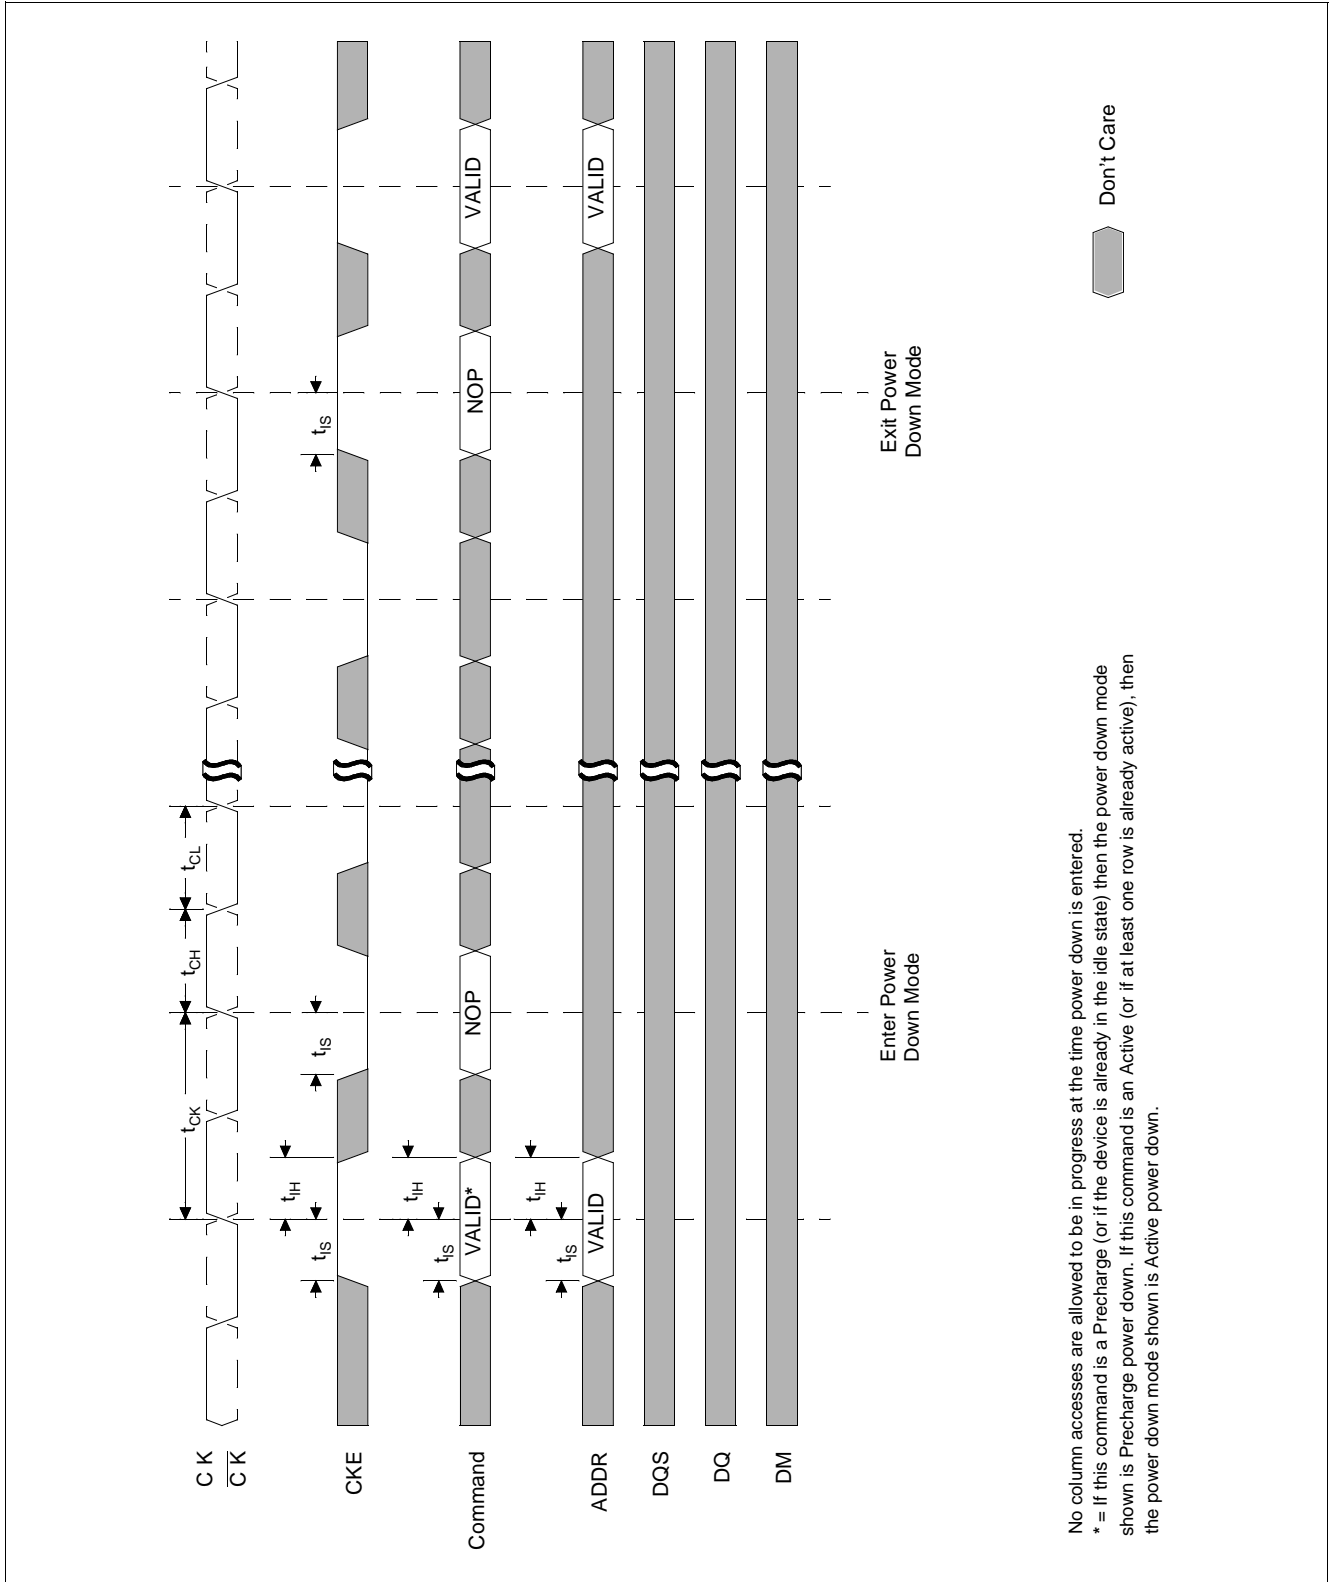 tCK
tCH
tCL
CK
CK
tIS
tIH
tIS
tIS
CKE
tIS
tIH
Command
VALID*
NOP
NOP
VALID
tIS
tIH
ADDR
VALID
VALID
DQS
DQ
DM
Enter Power
Down Mode
Exit Power
Down Mode
No column accesses are allowed to be in progress at the time power down is entered.
* = If this command is a Precharge (or if the device is already in the idle state) then the power down mode
shown is Precharge power down. If this command is an Active (or if at least one row is already active), then
the power down mode shown is Active power down.
Don't Care